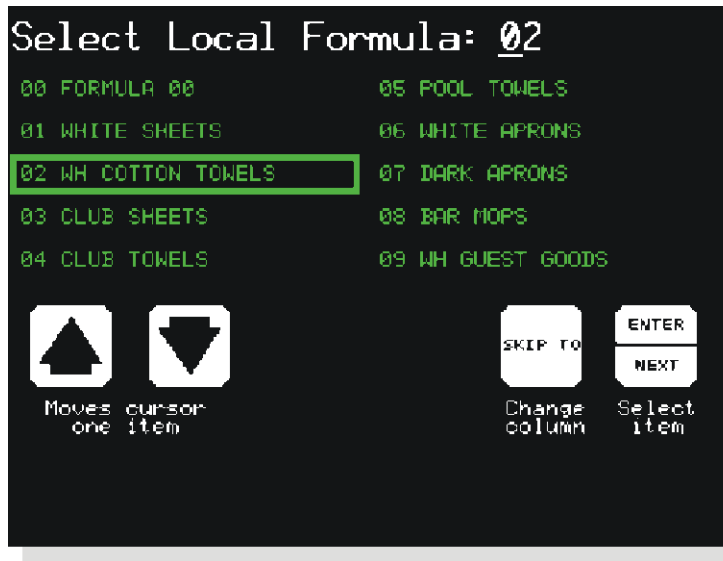 Select Local Formula: 02
00 FORMULA 00
01 WHITE SHEETS
02 WH COTTON TOWELS
03 CLUB SHEETS
04 CLUB TOWELS
05 POOL TOWELS
06 WHITE APRONS
07 DARK APRONS
08 BAR MOPS
09 WH GUEST GOODS
Moves cursor
one item
SKIP TO
Change
column
ENTER
NEXT
Select
item